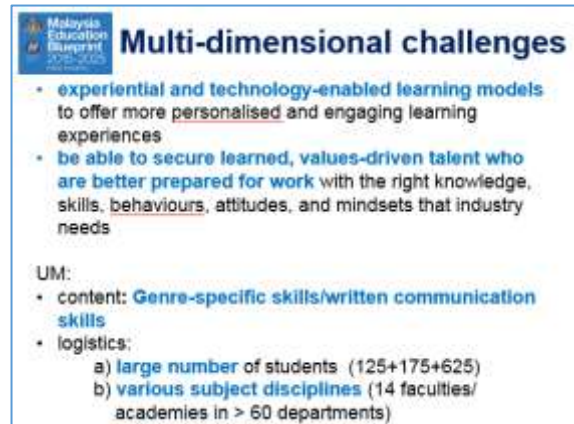 Malaysia
Education
Blueprint
2015-2025
Multi-dimensional challenges
• experiential and technology-enabled learning models
to offer more personalised and engaging learning
experiences
• be able to secure learned, values-driven talent who
are better prepared for work with the right knowledge,
skills, behaviours, attitudes, and mindsets that industry
needs
UM:
• content: Genre-specific skills/written communication
skills
• logistics:
a) large number of students (125+175+625)
b) various subject disciplines (14 faculties/
academies in > 60 departments)